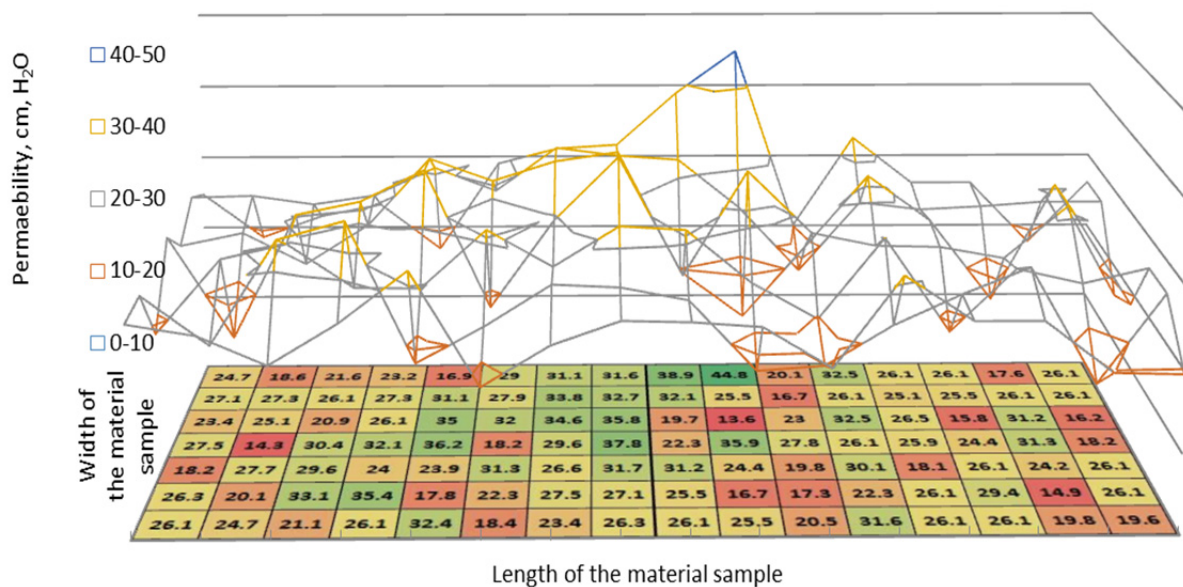 Permaebility, cm, H₂O
40-50
30-40
20-30
10-20
0-10
Width of
the material
sample
24.7 18.6 21.6 23.2 16.9 29 31.1 31.6 38.9 44.8 20.1 32.5 26.1 26.1 17.6 26.1
27.1 27.3 26.1 27.3 31.1 27.9 33.8 32.7 32.1 25.5 16.7 26.1 25.1 25.5 26.1 26.1
23.4 25.1 20.9 26.1 35 32 34.6 35.8 19.7 13.6 23 32.5 26.5 15.8 31.2 16.2
27.5 14.3 30.4 32.1 36.2 18.2 29.6 37.8 22.3 35.9 27.8 26.1 25.9 24.4 31.3 18.2
18.2 27.7 29.6 24 23.9 31.3 26.6 31.7 31.2 24.4 19.8 30.1 18.1 26.1 24.2 26.1
26.3 20.1 33.1 35.4 17.8 22.3 27.5 27.1 25.5 16.7 17.3 22.3 26.1 29.4 14.9 26.1
26.1 24.7 21.1 26.1 32.4 18.4 23.4 26.3 26.1 25.5 20.5 31.6 26.1 26.1 19.8 19.6
Length of the material sample